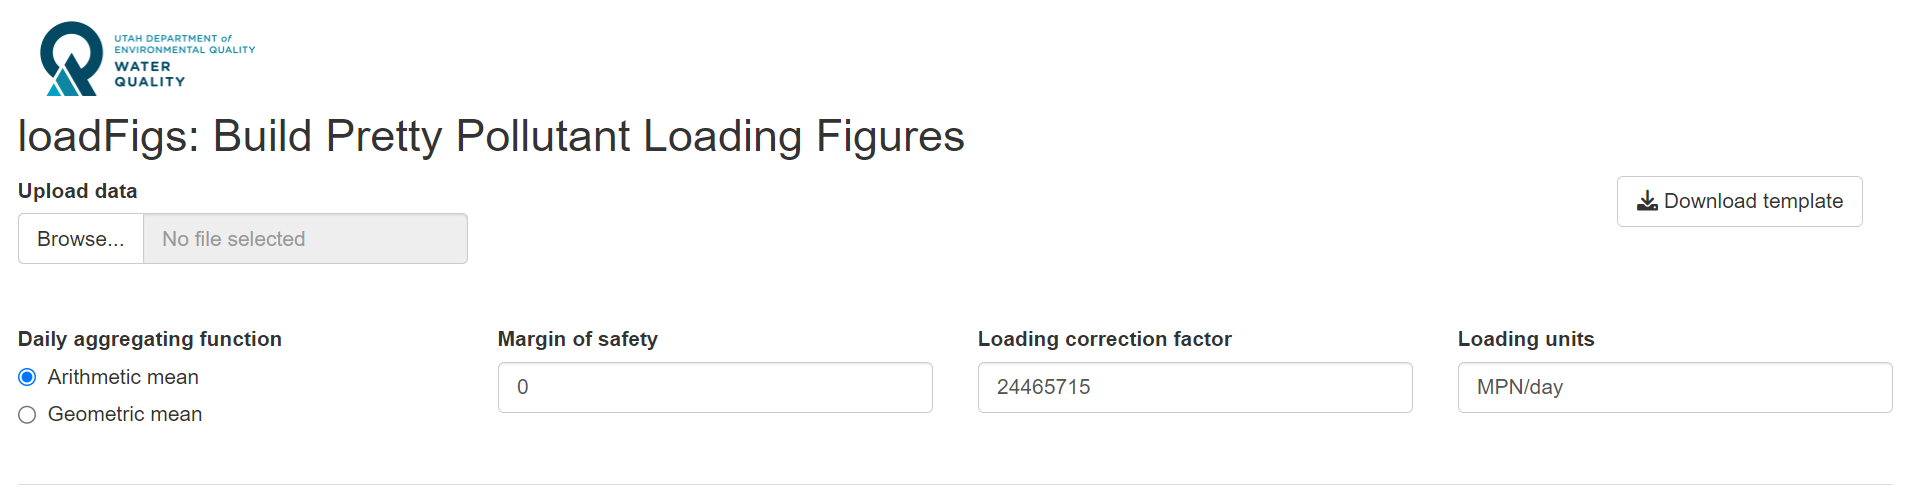 UTAH DEPARTMENT of
ENVIRONMENTAL QUALITY
WATER
QUALITY
loadFigs: Build Pretty Pollutant Loading Figures
Upload data
Browse...
No file selected
Download template
Daily aggregating function
Arithmetic mean
Geometric mean
Margin of safety
0
Loading correction factor
24465715
Loading units
MPN/day